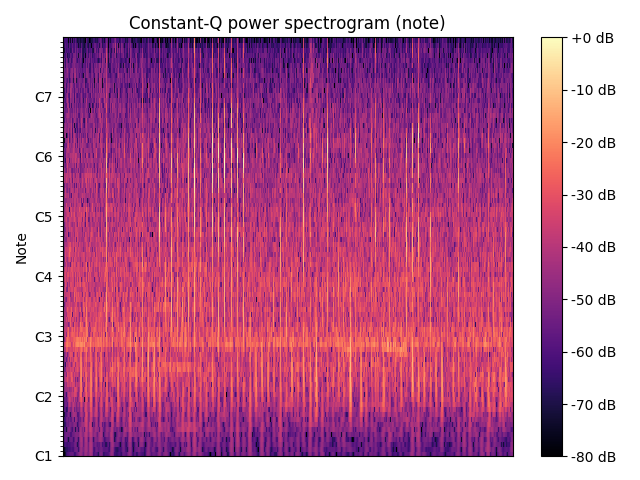 Constant-Q power spectrogram (note)
+0 dB
-10 dB
-20 dB
-30 dB
-40 dB
-50 dB
-60 dB
-70 dB
-80 dB
C7
C6
C5
C4
C3
C2
C1
Note